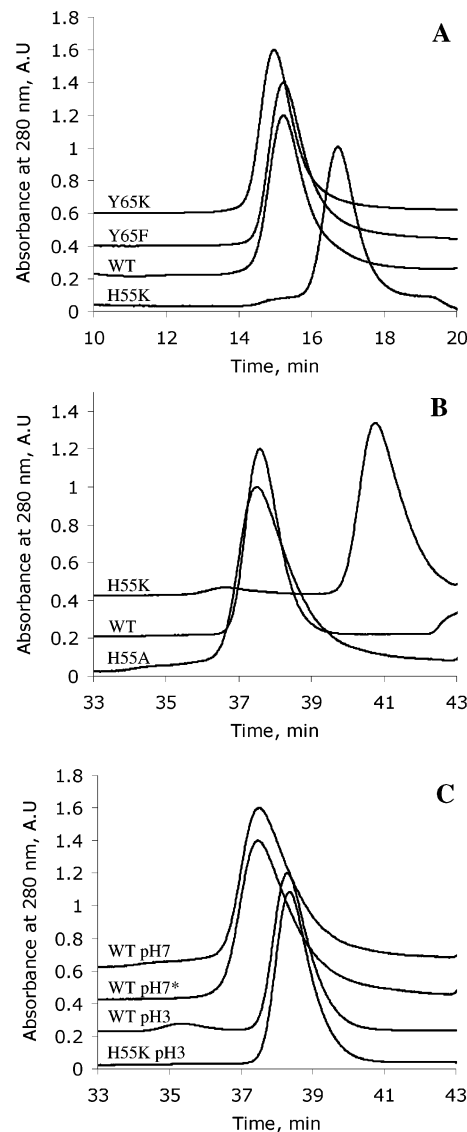 A
Absorbance at 280 nm, A.U
1.8
1.6
1.4
1.2
1
0.8
0.6
0.4
0.2
0
Y65K
Y65F
WT
H55K
10 12 14 16 18 20
Time, min
B
Absorbance at 280 nm, A.U
1.4
1.2
1
0.8
0.6
0.4
0.2
0
H55K
WT
H55A
33 35 37 39 41 43
Time, min
C
Absorbance at 280 nm, A.U
1.8
1.6
1.4
1.2
1
0.8
0.6
0.4
0.2
0
WT pH7
WT pH7*
WT pH3
H55K pH3
33 35 37 39 41 43
Time, min